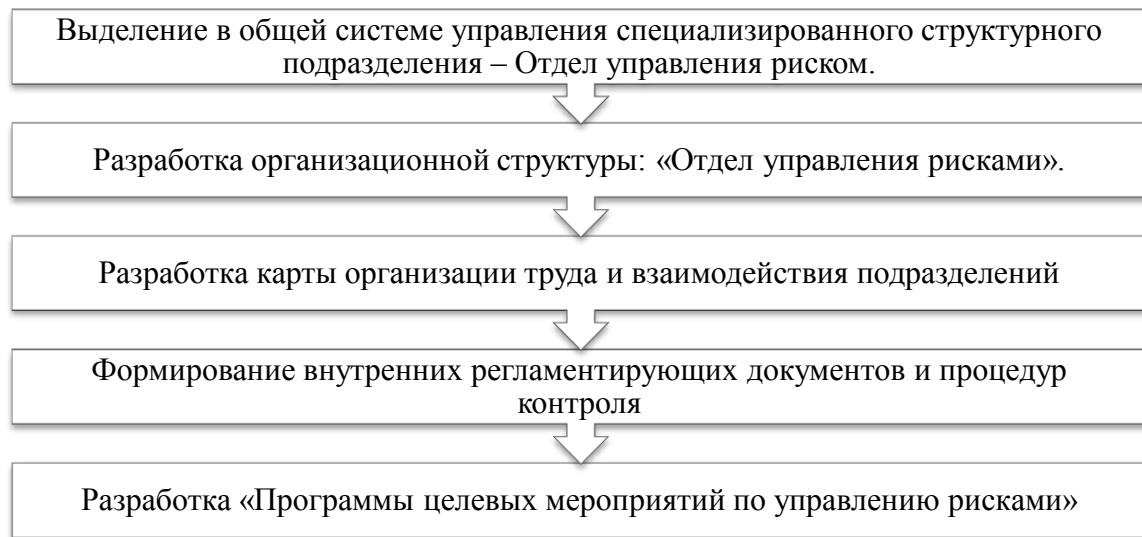 Выделение в общей системе управления специализированного структурного
подразделения – Отдел управления риском.
Разработка организационной структуры: «Отдел управления рисками».
Разработка карты организации труда и взаимодействия подразделений
Формирование внутренних регламентирующих документов и процедур
контроля
Разработка «Программы целевых мероприятий по управлению рисками»